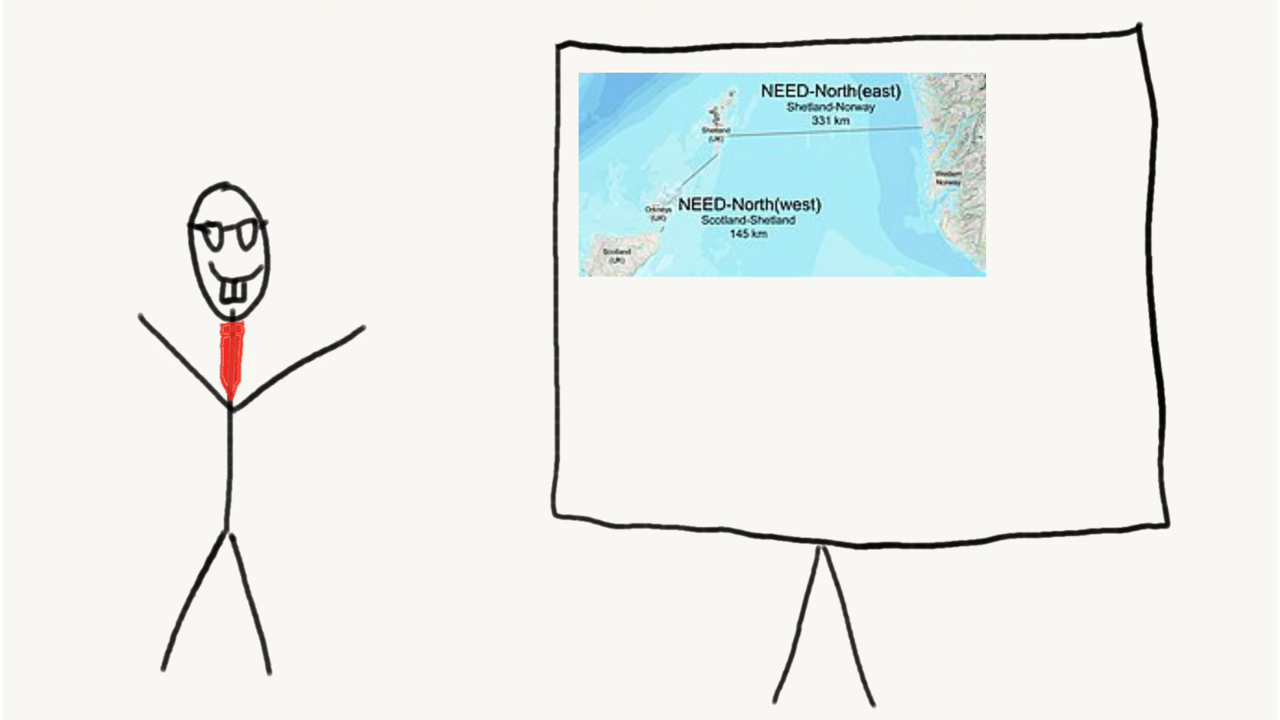 NEED-North(east)
Shetland-Norway
331 km
Shetland
(UK)
Western
Norway
NEED-North(west)
Scotland-Shetland
145 km
Orkneys
(UK)
Scotland
(UK)